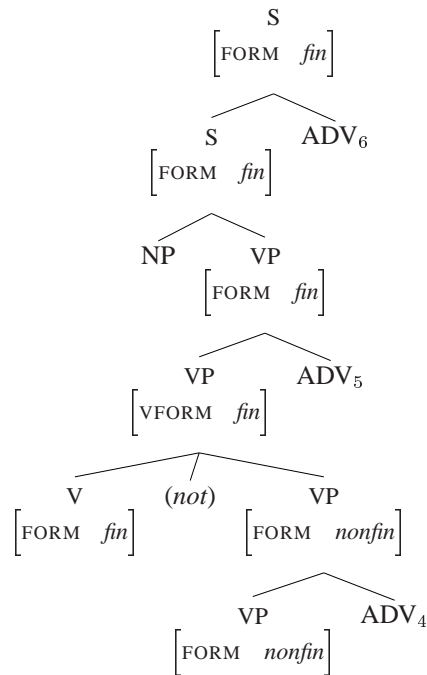 S
[FORM fin]
S ADV₆
[FORM fin]
NP VP
[FORM fin]
VP ADV₅
[VFORM fin]
V (not) VP
[FORM fin] [FORM nonfin]
VP ADV₄
[FORM nonfin]